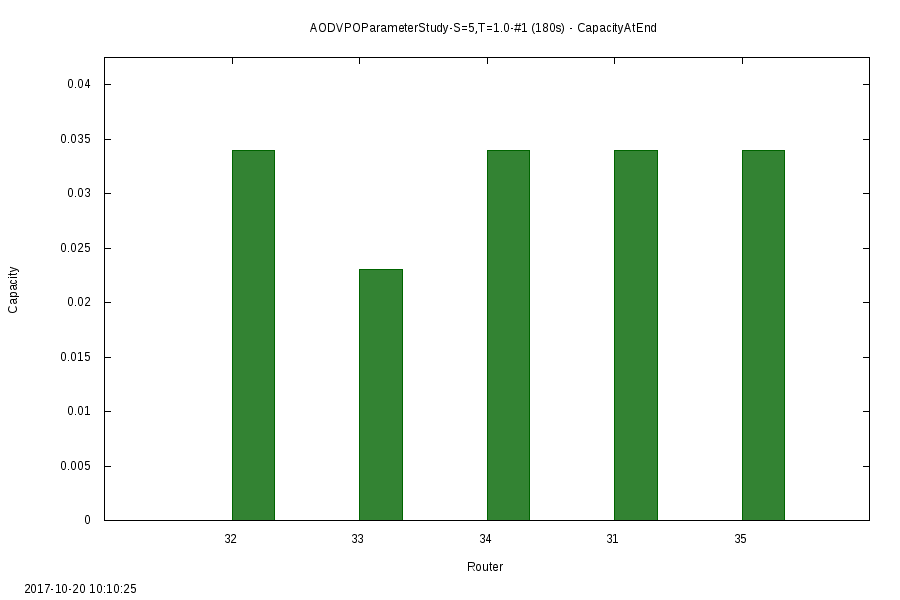 AODVPOParameterStudy-S=5,T=1.0-#1 (180s) - CapacityAtEnd
0.04
0.035
0.03
0.025
0.02
0.015
0.01
0.005
0
Capacity
32 33 34 31 35
Router
2017-10-20 10:10:25